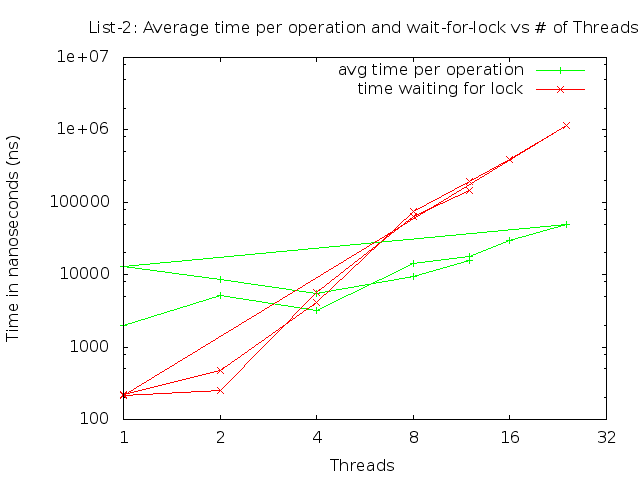 List-2: Average time per operation and wait-for-lock vs # of Threads
1e+07
avg time per operation
time waiting for lock
1e+06
100000
10000
1000
100
Time in nanoseconds (ns)
1 2 4 8 16 32
Threads